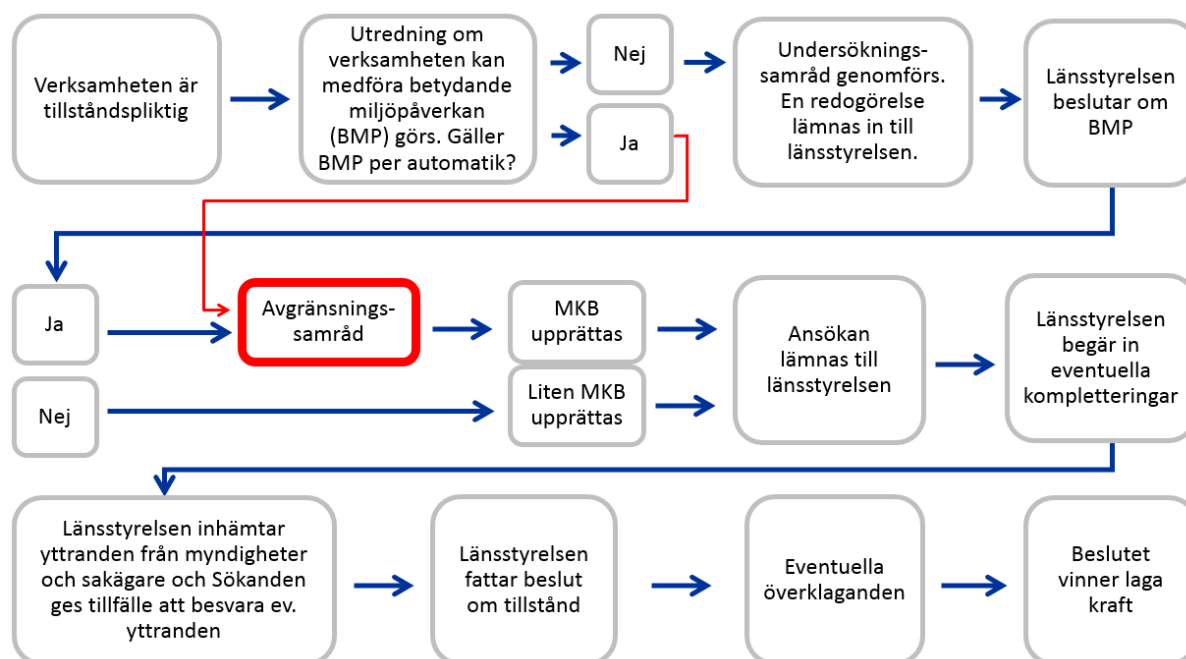 Verksamheten är
tillståndspliktig
Utredning om
verksamheten kan
medföra betydande
miljöpåverkan
(BMP) görs. Gäller
BMP per automatik?
Nej
Ja
Undersöknings-
samråd genomförs.
En redogörelse
lämnas in till
länsstyrelsen.
Länsstyrelsen
beslutar om
BMP
Ja
Nej
Avgränsnings-
samråd
MKB
upprättas
Liten MKB
upprättas
Ansökan
lämnas till
länsstyrelsen
Länsstyrelsen
begär in
eventuella
kompletteringar
Länsstyrelsen inhämtar
yttranden från myndigheter
och sakägare och Sökanden
ges tillfälle att besvara ev.
yttranden
Länsstyrelsen
fattar beslut
om tillstånd
Eventuella
överklaganden
Beslutet
vinner laga
kraft